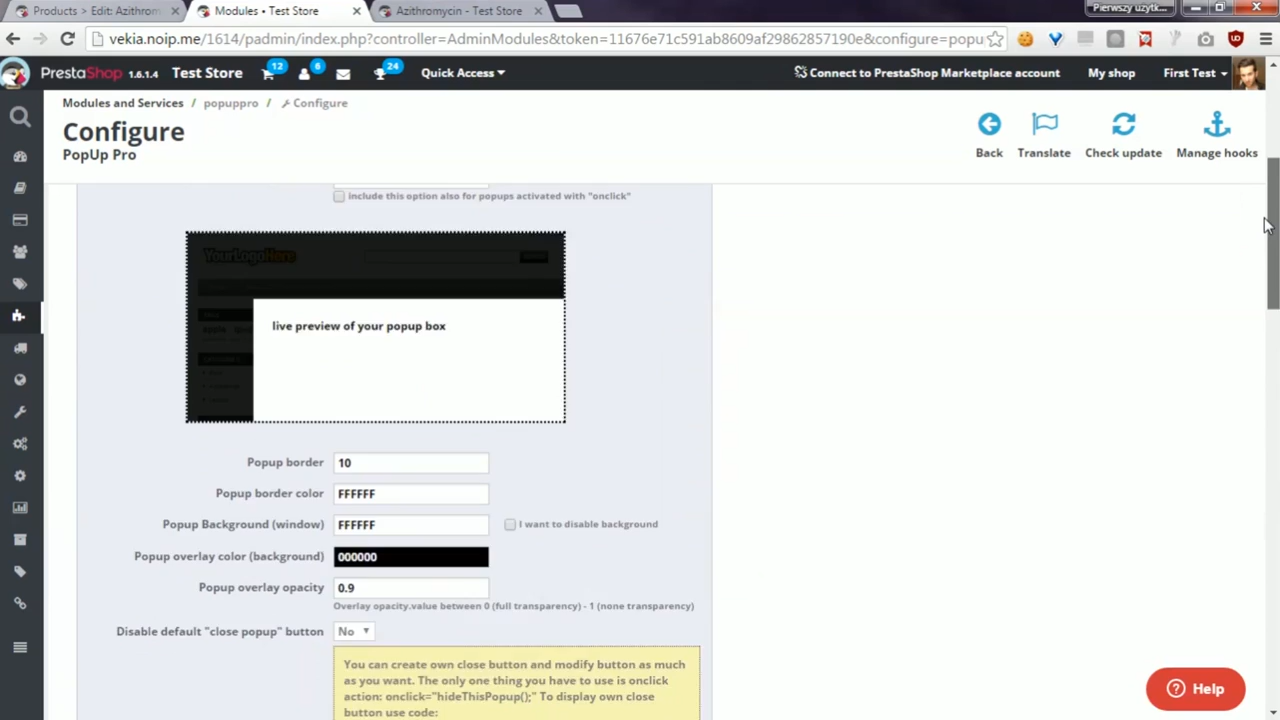 Products > Edit: Azithrom
Modules • Test Store
Azithromycin - Test Store
Pierwszy użytk...
vekia.noip.me/1614/padmin/index.php?controller=AdminModules&token=11676e71c591ab8609af29862857190e&configure=popu
PrestaShop 1.6.1.4
Test Store
12
6
24
Quick Access
Connect to PrestaShop Marketplace account
My shop
First Test
Modules and Services / popuppro / Configure
Configure
PopUp Pro
Back
Translate
Check update
Manage hooks
include this option also for popups activated with "onclick"
YourLogoHere
live preview of your popup box
Popup border 10
Popup border color FFFFFF
Popup Background (window) FFFFFF I want to disable background
Popup overlay color (background) 000000
Popup overlay opacity 0.9
Overlay opacity.value between 0 (full transparency) - 1 (none transparency)
Disable default "close popup" button No
You can create own close button and modify button as much
as you want. The only one thing you have to use is onclick
action: onclick="hideThisPopup();" To display own close
button use code:
Help